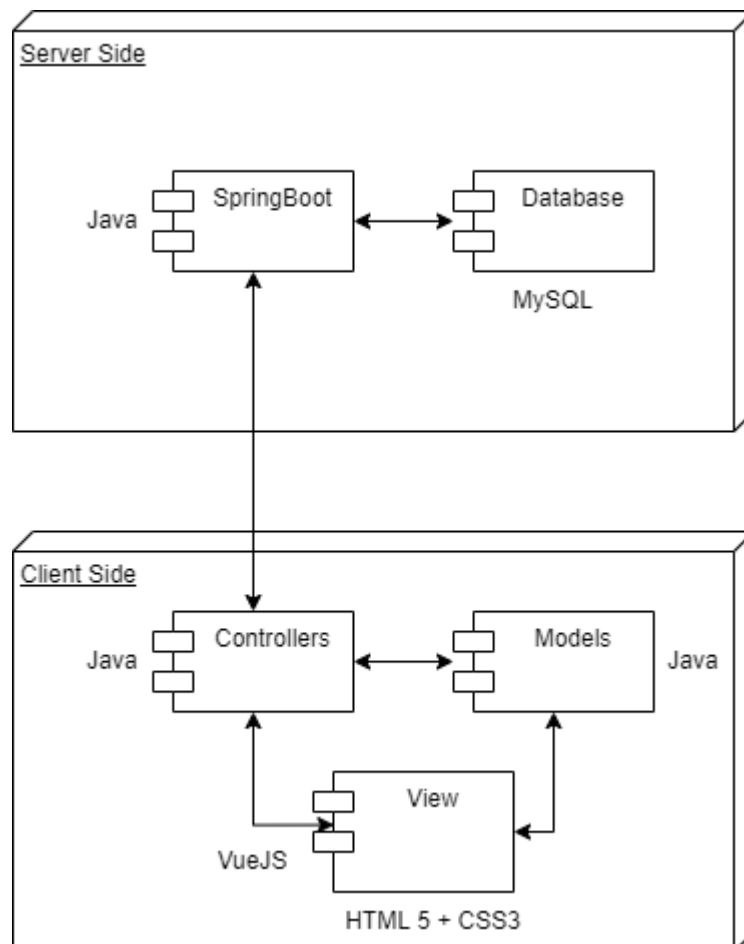 Server Side
SpringBoot
Database
Java
MySQL
Client Side
Controllers
Models
Java
Java
View
VueJS
HTML 5 + CSS3